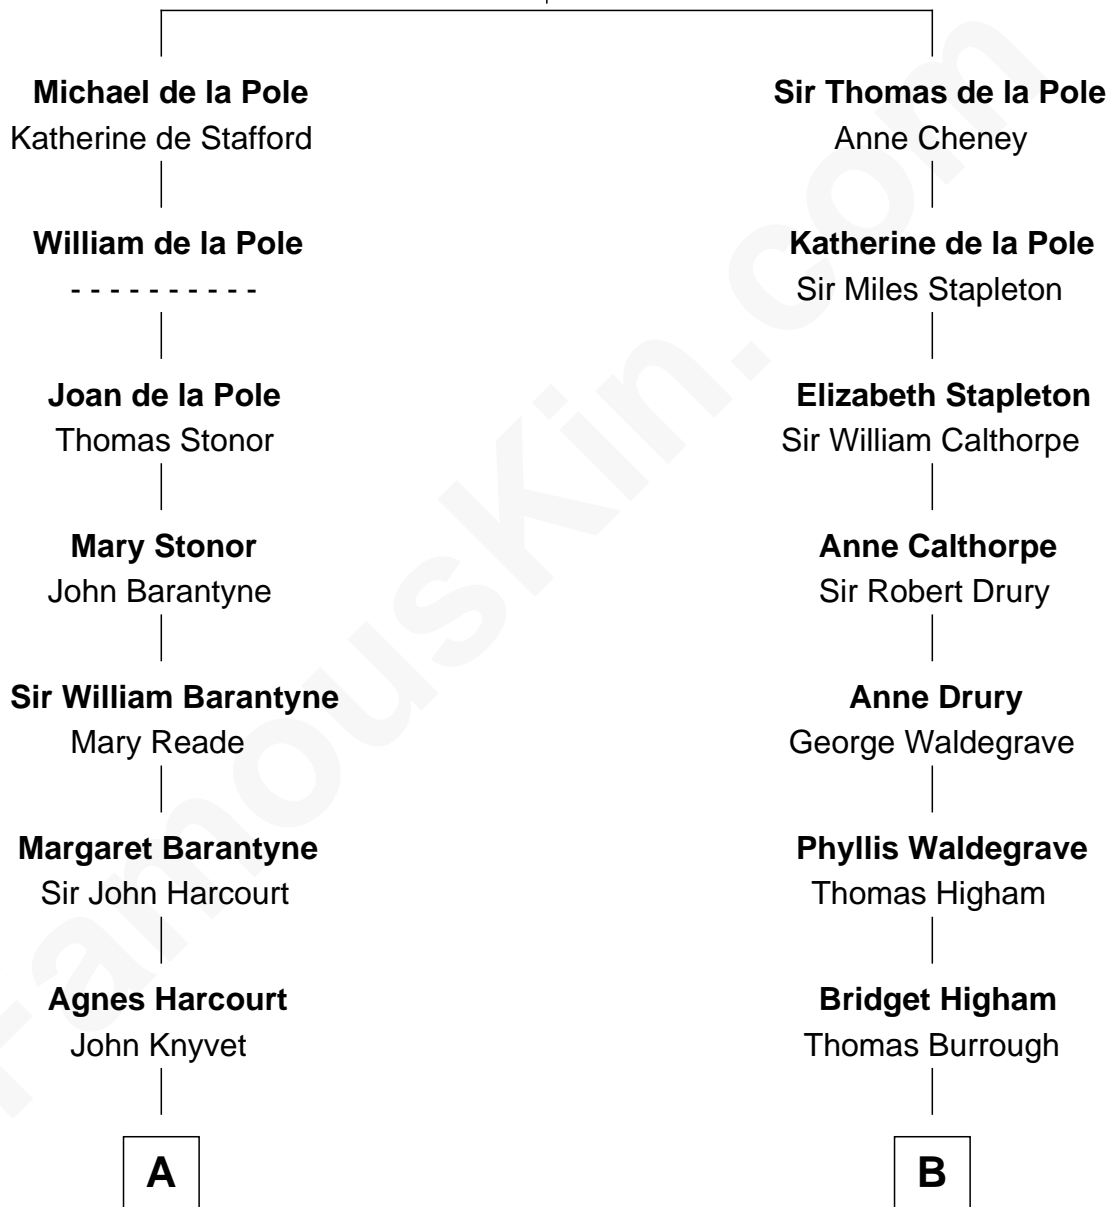 Michael de la Pole
Katherine de Stafford
William de la Pole
- - - - - - - - - -
Joan de la Pole
Thomas Stonor
Mary Stonor
John Barantyne
Sir William Barantyne
Mary Reade
Margaret Barantyne
Sir John Harcourt
Agnes Harcourt
John Knyvet
A
Sir Thomas de la Pole
Anne Cheney
Katherine de la Pole
Sir Miles Stapleton
Elizabeth Stapleton
Sir William Calthorpe
Anne Calthorpe
Sir Robert Drury
Anne Drury
George Waldegrave
Phyllis Waldegrave
Thomas Higham
Bridget Higham
Thomas Burrough
B
FamousKin.com